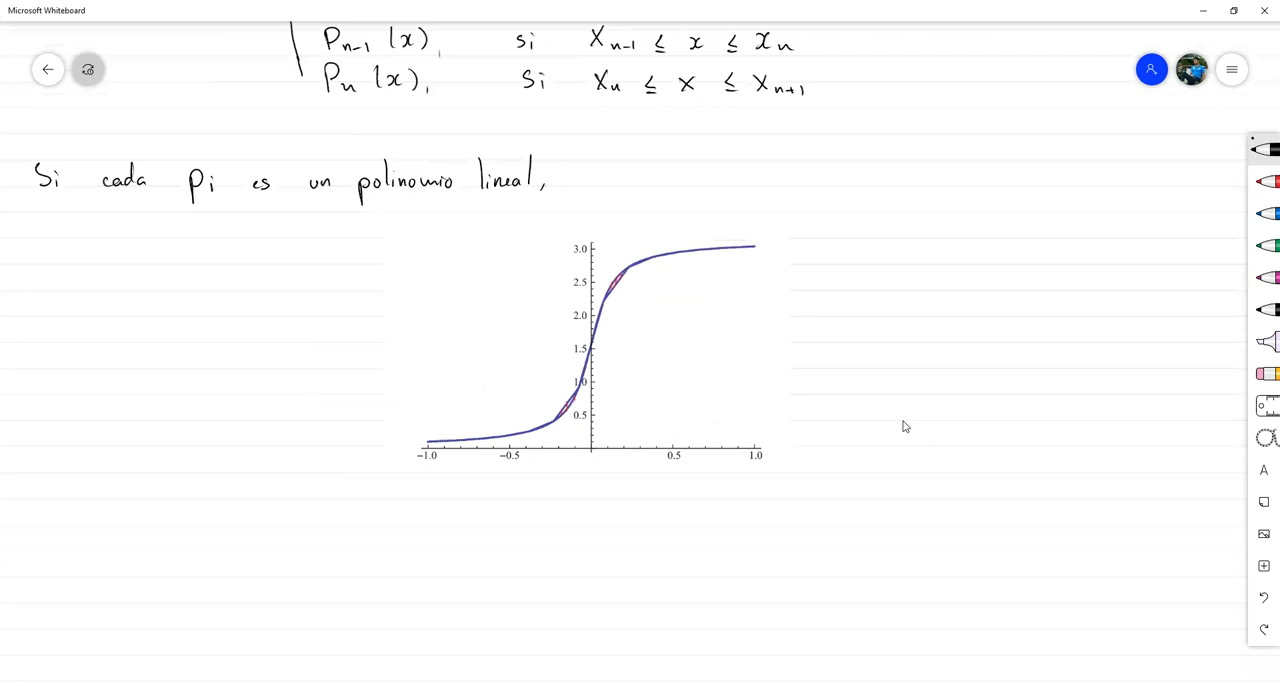 Microsoft Whiteboard
Pn-1 (x), si Xn-1 ≤ x ≤ xn
Pn (x), Si Xn ≤ x ≤ Xn+1
Si cada Pi es un polinomio lineal,
3.0
2.5
2.0
1.5
1.0
0.5
-1.0 -0.5 0.5 1.0
A